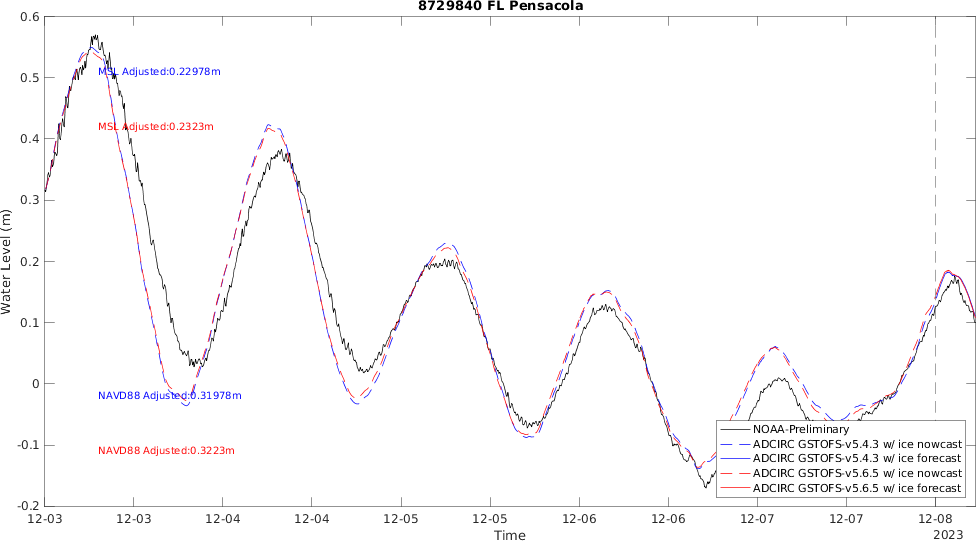 8729840 FL Pensacola
0.6
0.5
0.4
0.3
0.2
0.1
0
-0.1
-0.2
Water Level (m)
MSL Adjusted:0.22978m
MSL Adjusted:0.2323m
NAVD88 Adjusted:0.31978m
NAVD88 Adjusted:0.3223m
NOAA-Preliminary
ADCIRC GSTOFS-v5.4.3 w/ ice nowcast
ADCIRC GSTOFS-v5.4.3 w/ ice forecast
ADCIRC GSTOFS-v5.6.5 w/ ice nowcast
ADCIRC GSTOFS-v5.6.5 w/ ice forecast
12-03 12-03 12-04 12-04 12-05 12-05 12-06 12-06 12-07 12-07 12-08
2023
Time